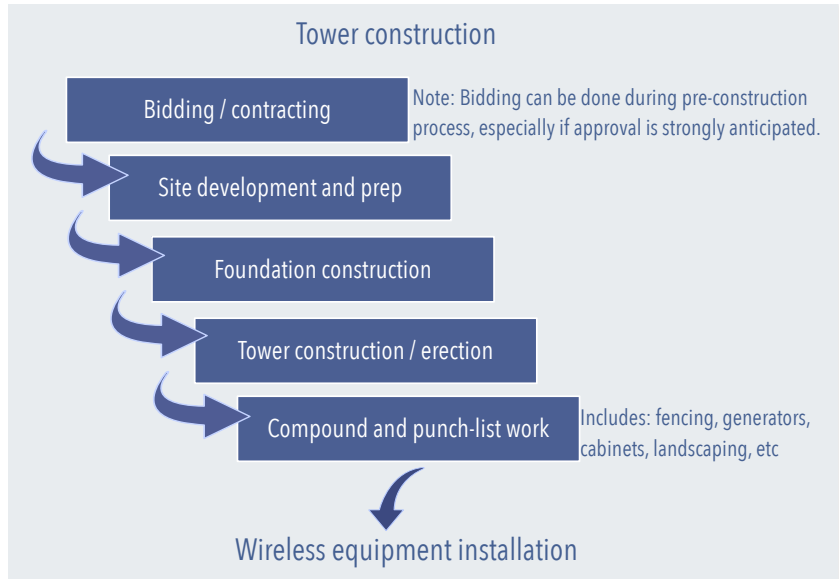 Tower construction
Bidding / contracting
Note: Bidding can be done during pre-construction
process, especially if approval is strongly anticipated.
Site development and prep
Foundation construction
Tower construction / erection
Compound and punch-list work
Includes: fencing, generators,
cabinets, landscaping, etc
Wireless equipment installation